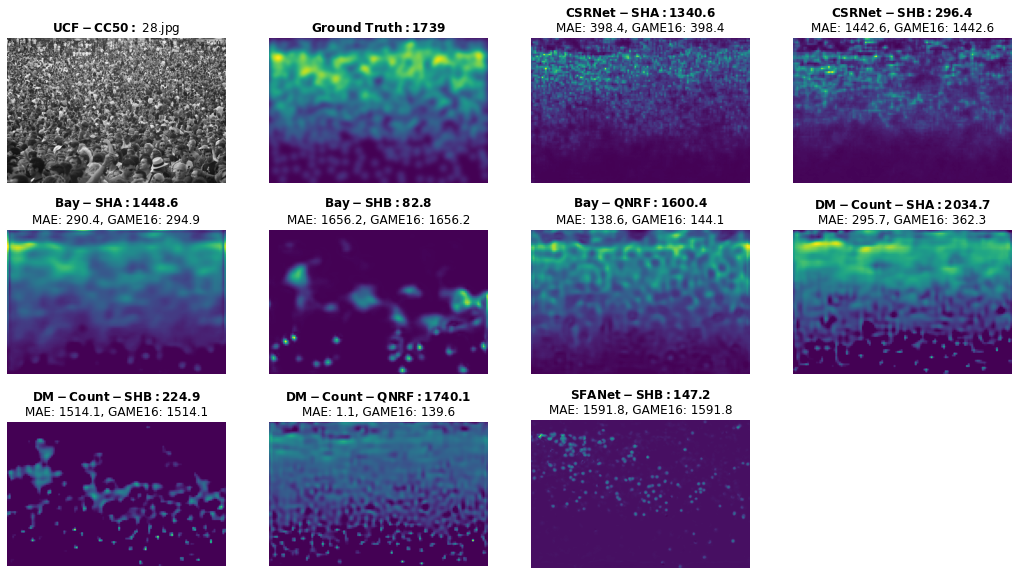 UCF − CC50 : 28.jpg
Ground Truth : 1739
CSRNet − SHA : 1340.6
MAE: 398.4, GAME16: 398.4
CSRNet − SHB : 296.4
MAE: 1442.6, GAME16: 1442.6
Bay − SHA : 1448.6
MAE: 290.4, GAME16: 294.9
Bay − SHB : 82.8
MAE: 1656.2, GAME16: 1656.2
Bay − QNRF : 1600.4
MAE: 138.6, GAME16: 144.1
DM − Count − SHA : 2034.7
MAE: 295.7, GAME16: 362.3
DM − Count − SHB : 224.9
MAE: 1514.1, GAME16: 1514.1
DM − Count − QNRF : 1740.1
MAE: 1.1, GAME16: 139.6
SFANet − SHB : 147.2
MAE: 1591.8, GAME16: 1591.8